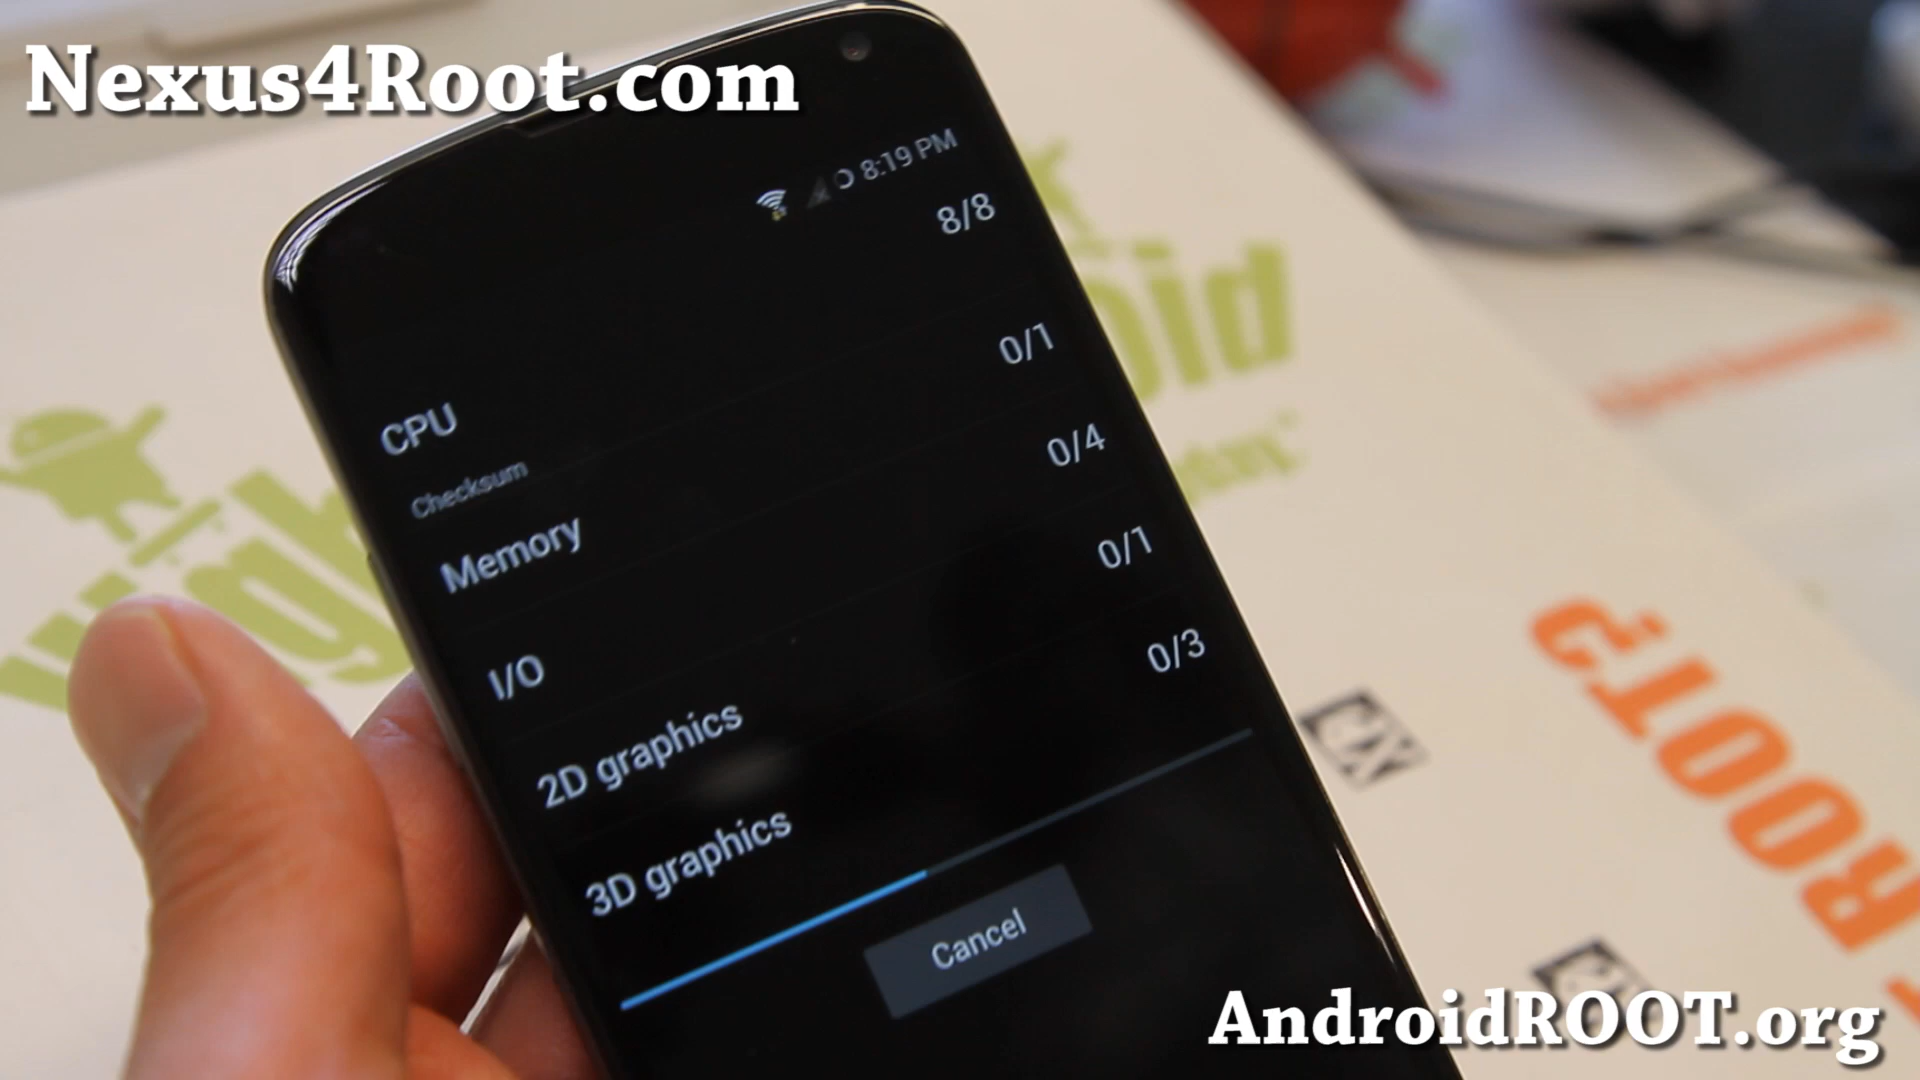 Nexus4Root.com
8:19 PM
CPU 8/8
Checksum
Memory 0/1
I/O 0/4
2D graphics 0/1
3D graphics 0/3
Cancel
ROOT
AndroidROOT.org